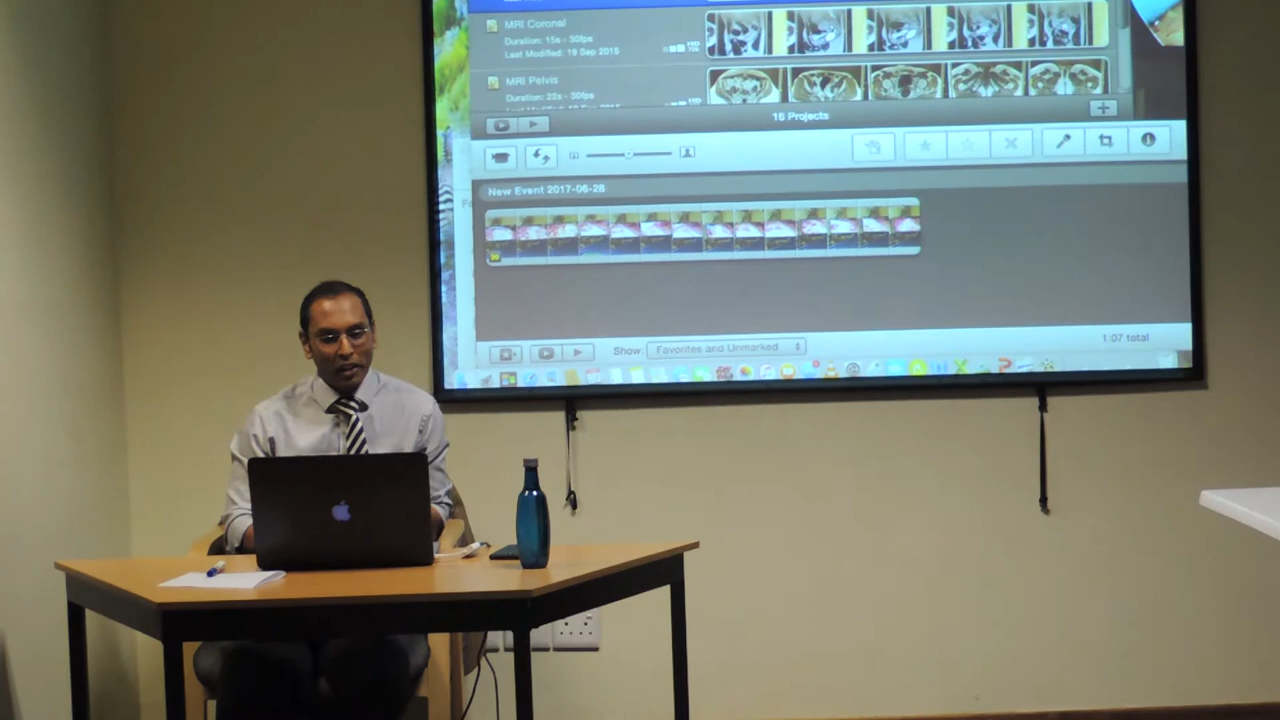 MRI Coronal
Duration: 15s - 30fps
Last Modified: 19 Sep 2015
HD
MRI Pelvis
Duration: 22s - 30fps
16 Projects
New Event 2017-06-28
Show: Favorites and Unmarked
1:07 total